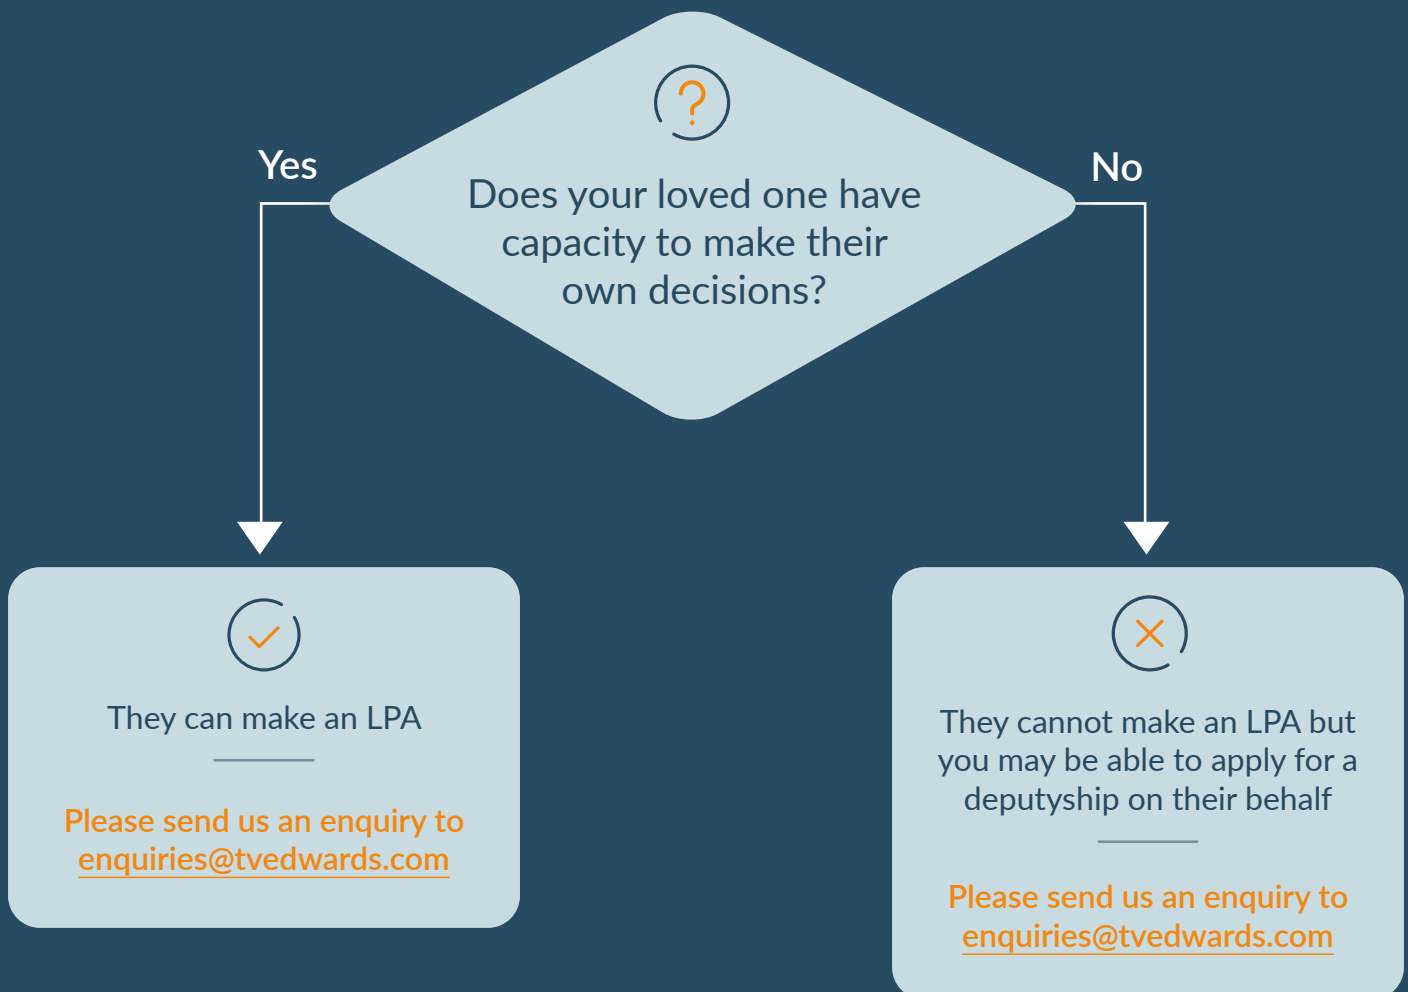 ?
Does your loved one have
capacity to make their
own decisions?
Yes
No
They can make an LPA
Please send us an enquiry to
enquiries@tvedwards.com
They cannot make an LPA but
you may be able to apply for a
deputyship on their behalf
Please send us an enquiry to
enquiries@tvedwards.com